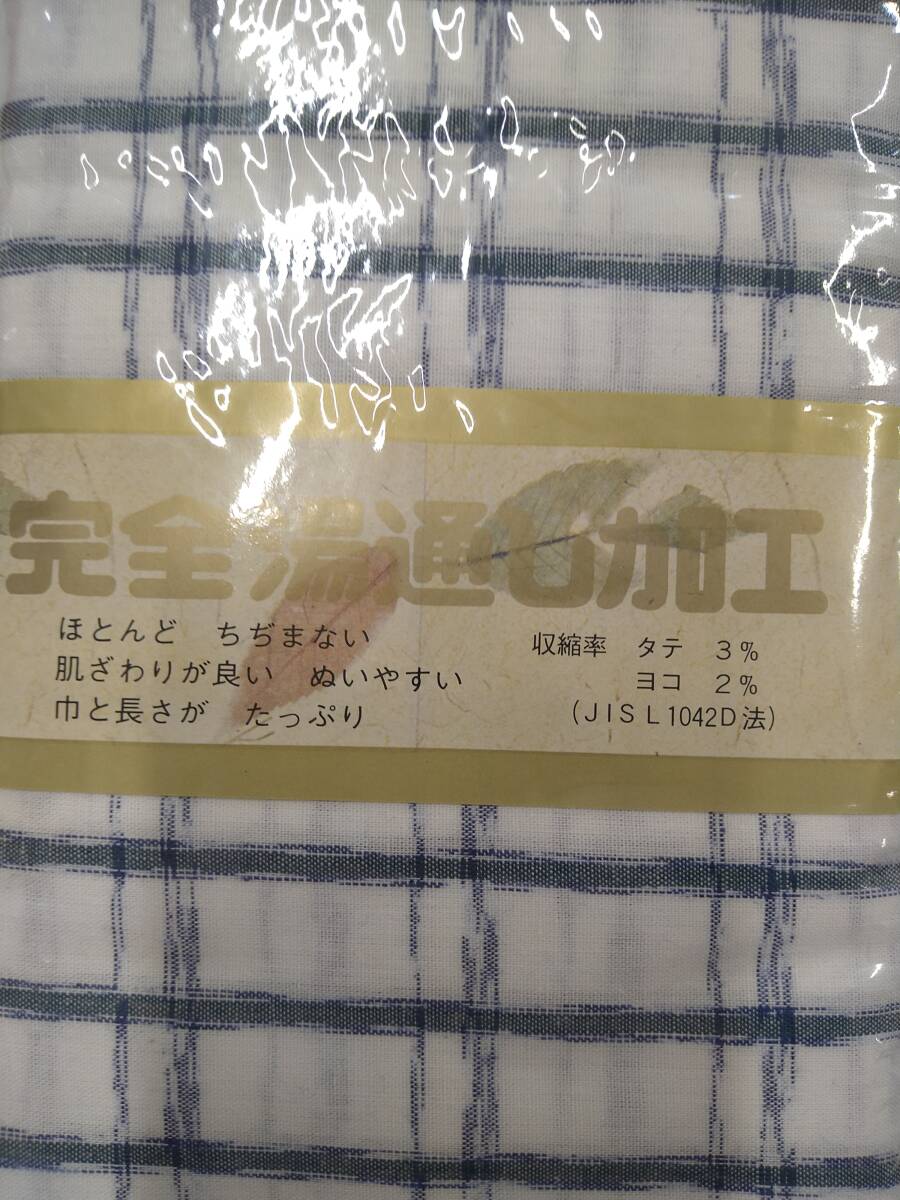 完全湯通し加工
ほとんど ちぢまない
肌ざわりが良い ぬいやすい
巾と長さが たっぷり
収縮率 タテ 3%
ヨコ 2%
(JIS L1042D法)